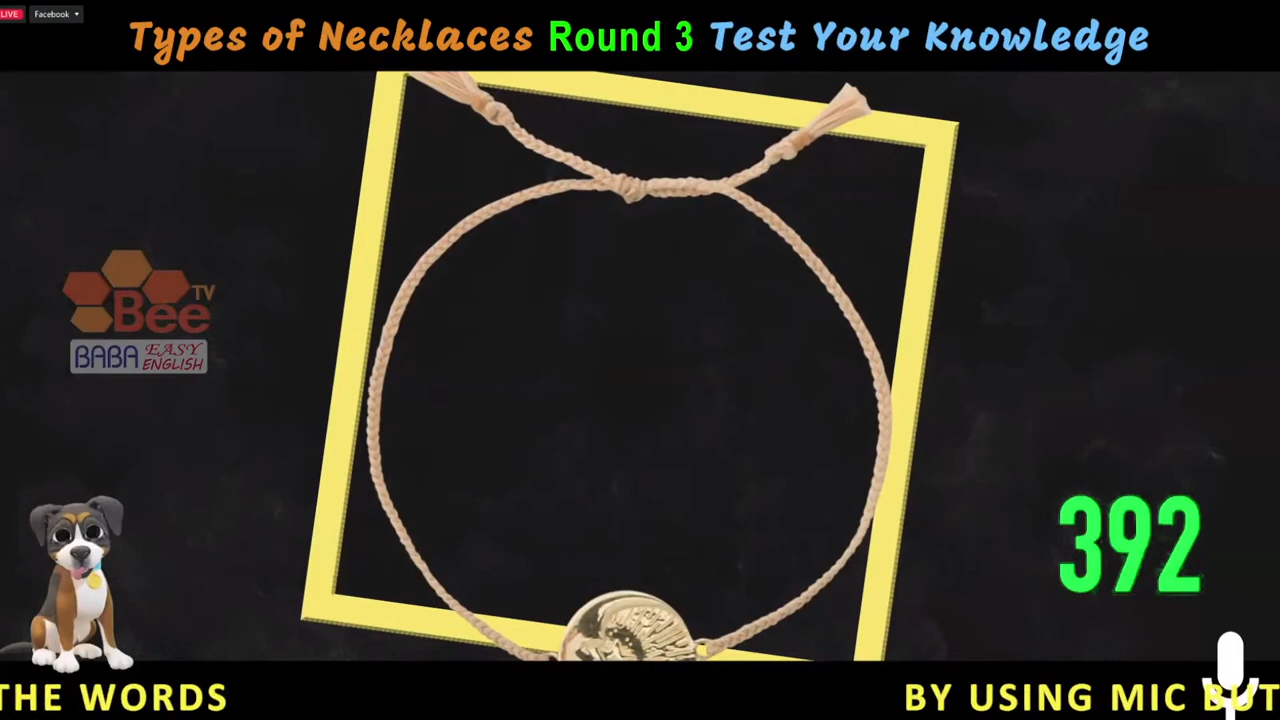 LIVE
Facebook
Types of Necklaces Round 3 Test Your Knowledge
Bee TV
BABA EASY ENGLISH
392
THE WORDS
BY USING MIC BUT